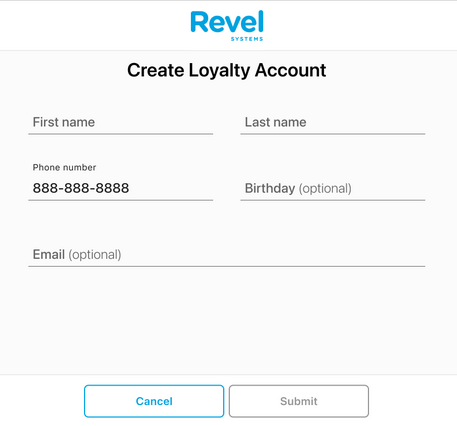 Revel
SYSTEMS
Create Loyalty Account
First name
Last name
Phone number
888-888-8888
Birthday (optional)
Email (optional)
Cancel
Submit